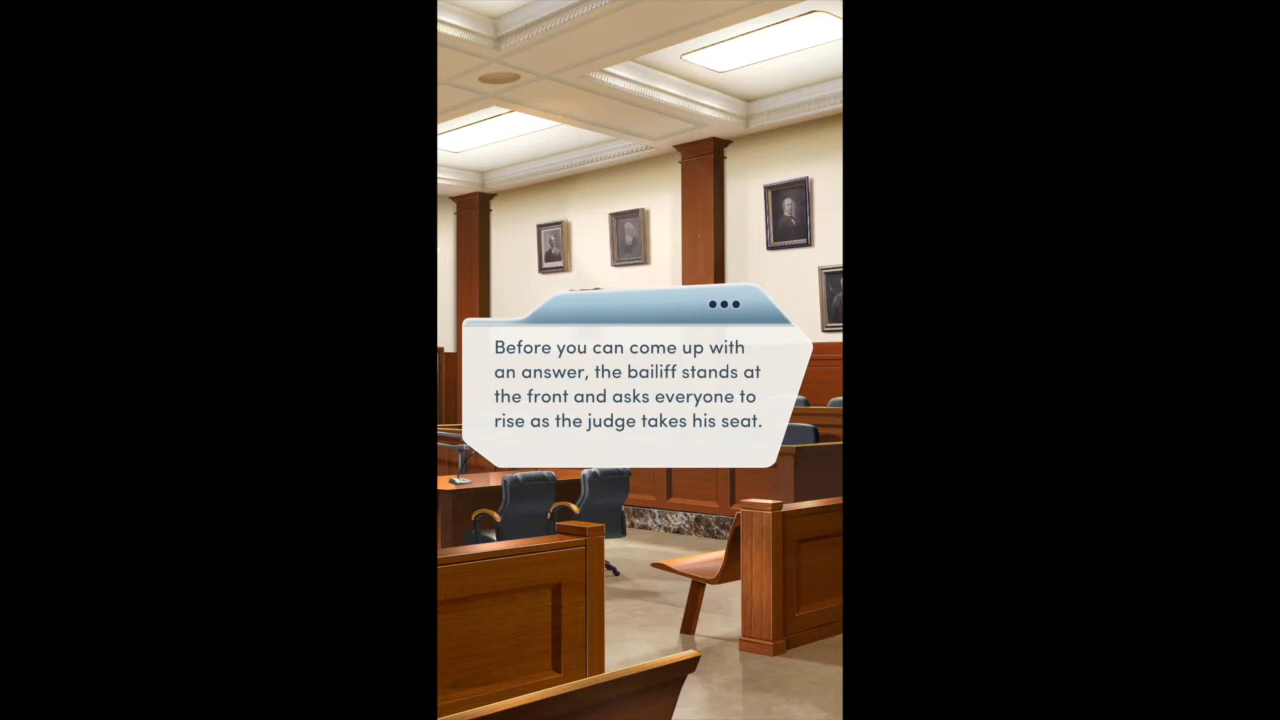 Before you can come up with
an answer, the bailiff stands at
the front and asks everyone to
rise as the judge takes his seat.